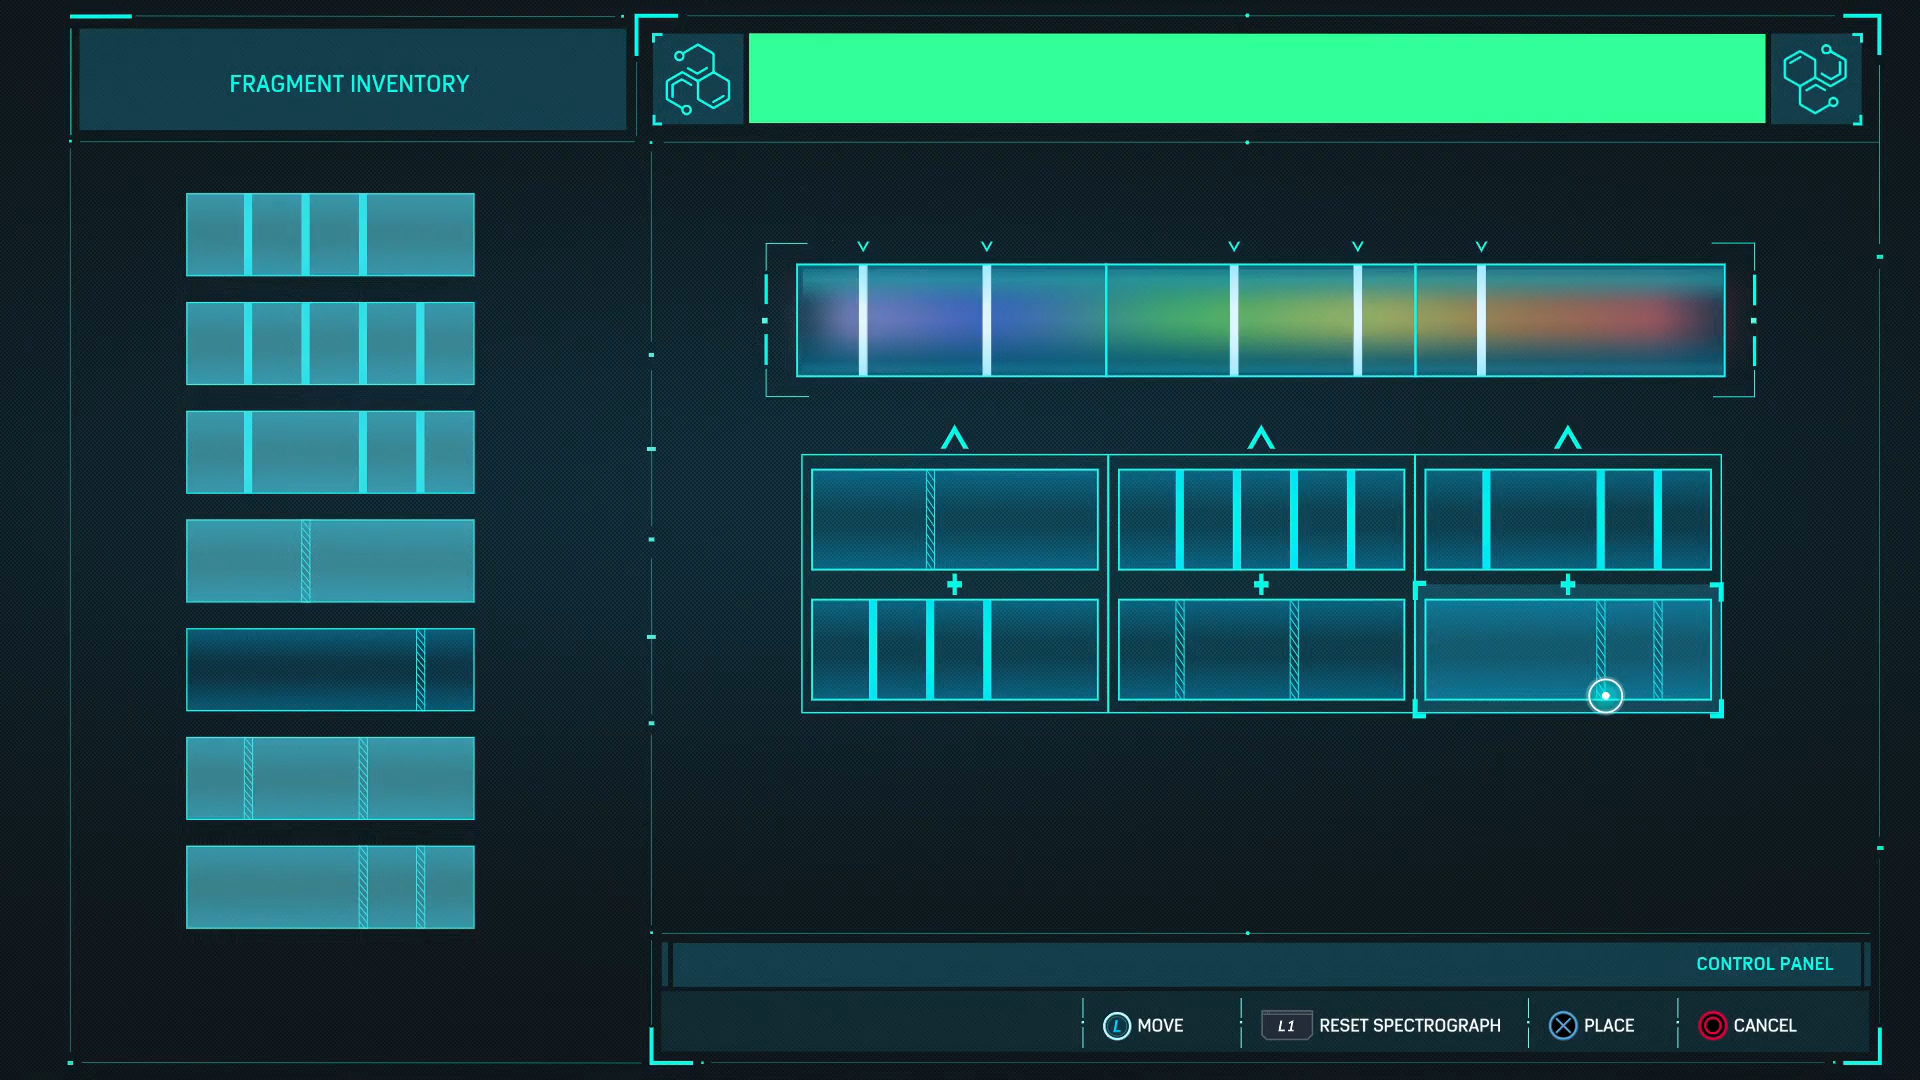 FRAGMENT INVENTORY
CONTROL PANEL
L MOVE
L1 RESET SPECTROGRAPH
PLACE
CANCEL